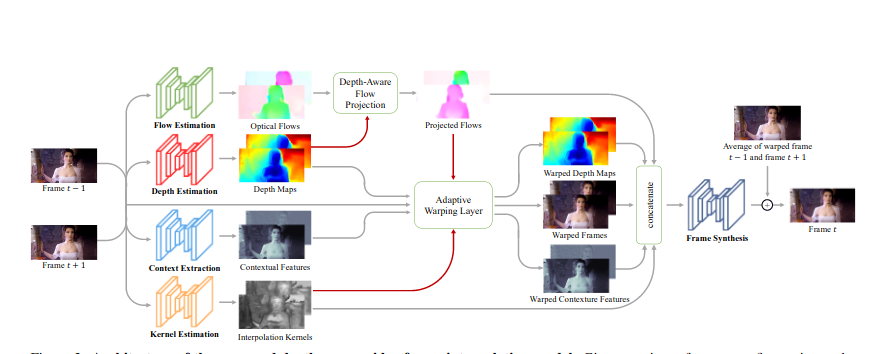 Depth-Aware
Flow
Projection
Flow Estimation
Optical Flows
Projected Flows
Average of warped frame
t − 1 and frame t + 1
Frame t − 1
Depth Estimation
Depth Maps
Warped Depth Maps
Adaptive
Warping Layer
concatenate
Warped Frames
Frame Synthesis
+
Frame t
Frame t + 1
Context Extraction
Contextual Features
Warped Contexture Features
Kernel Estimation
Interpolation Kernels